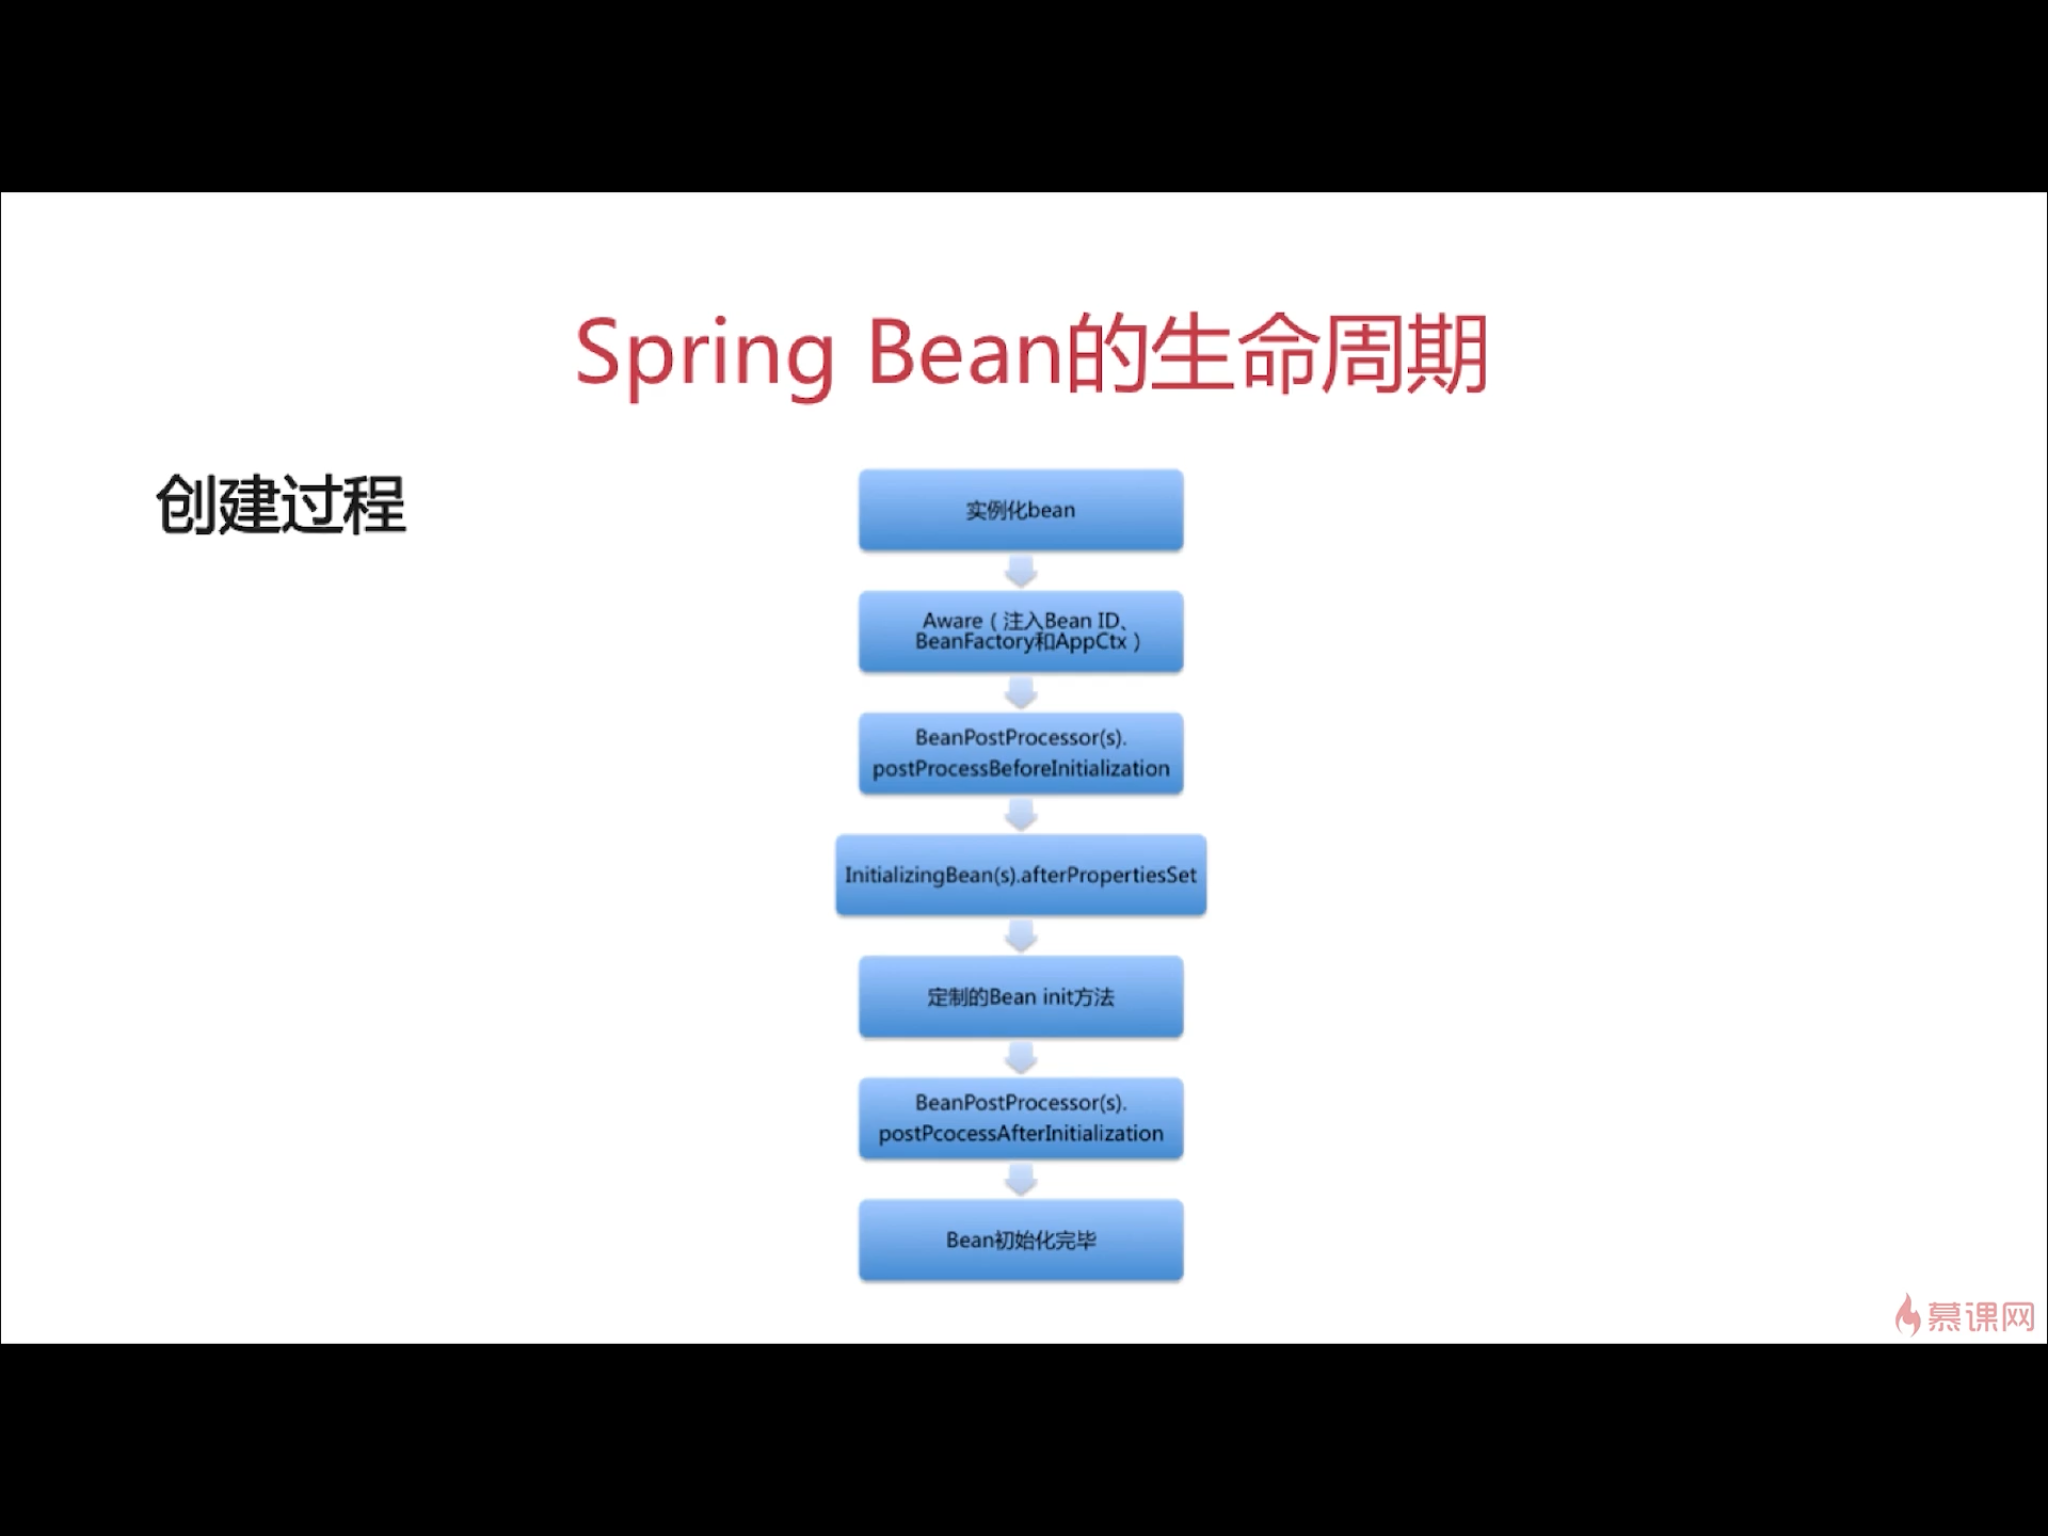 Spring Bean的生命周期
创建过程
实例化bean
Aware（注入Bean ID、
BeanFactory和AppCtx）
BeanPostProcessor(s).
postProcessBeforeInitialization
InitializingBean(s).afterPropertiesSet
定制的Bean init方法
BeanPostProcessor(s).
postPcocessAfterInitialization
Bean初始化完毕
慕课网